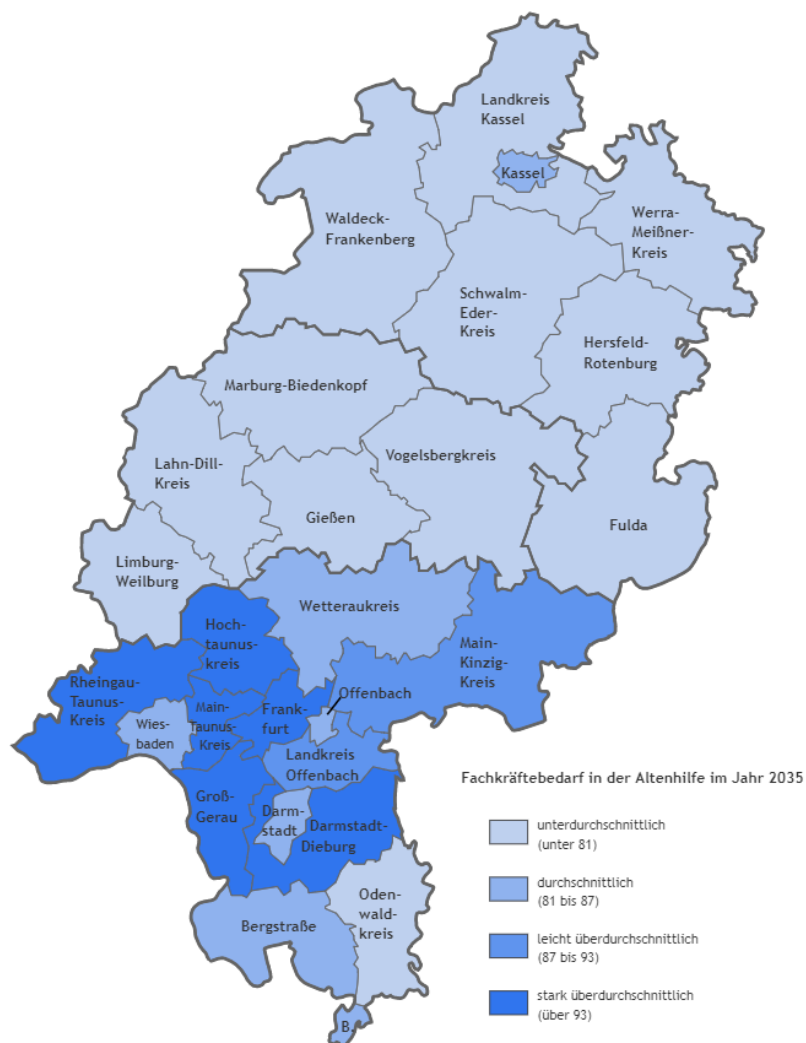 Landkreis
Kassel
Kassel
Waldeck-
Frankenberg
Werra-
Meißner-
Kreis
Schwalm-
Eder-
Kreis
Hersfeld-
Rotenburg
Marburg-Biedenkopf
Lahn-Dill-
Kreis
Vogelsbergkreis
Gießen
Fulda
Limburg-
Weilburg
Wetteraukreis
Hoch-
taunus-
kreis
Main-
Kinzig-
Kreis
Rheingau-
Taunus-
Kreis
Wies-
baden
Main-
Taunus-
Kreis
Frank-
furt
Offenbach
Landkreis
Offenbach
Groß-
Gerau
Darm-
stadt
Darmstadt-
Dieburg
Bergstraße
Oden-
wald-
kreis
B.
Fachkräftebedarf in der Altenhilfe im Jahr 2035
unterdurchschnittlich
(unter 81)
durchschnittlich
(81 bis 87)
leicht überdurchschnittlich
(87 bis 93)
stark überdurchschnittlich
(über 93)